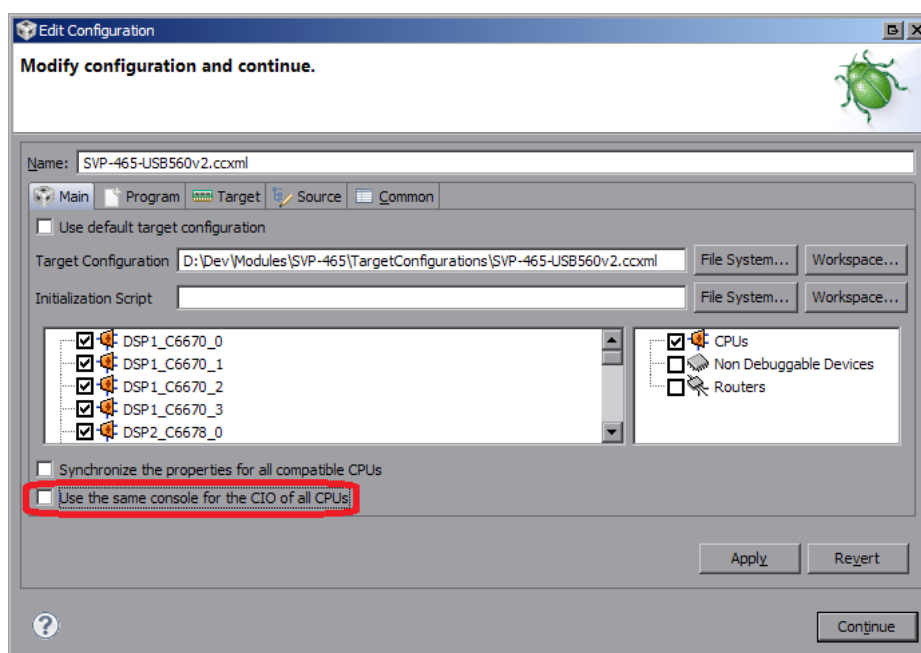 Edit Configuration
Modify configuration and continue.
Name: SVP-465-USB560v2.ccxml
Main Program Target Source Common
Use default target configuration
Target Configuration D:\Dev\Modules\SVP-465\TargetConfigurations\SVP-465-USB560v2.ccxml File System... Workspace...
Initialization Script File System... Workspace...
DSP1_C6670_0 CPUs
DSP1_C6670_1 Non Debuggable Devices
DSP1_C6670_2 Routers
DSP1_C6670_3
DSP2_C6678_0
Synchronize the properties for all compatible CPUs
Use the same console for the CIO of all CPUs
Apply Revert
? Continue